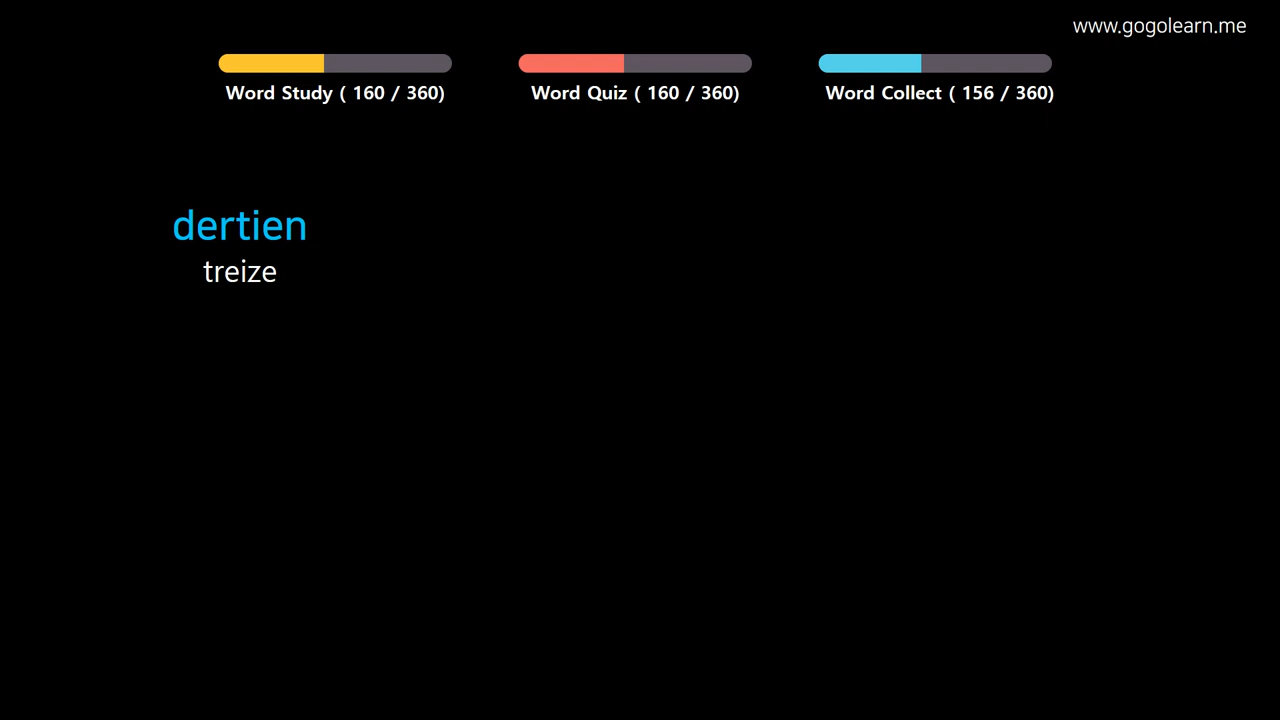 www.gogolearn.me
Word Study ( 160 / 360)
Word Quiz ( 160 / 360)
Word Collect ( 156 / 360)
dertien
treize